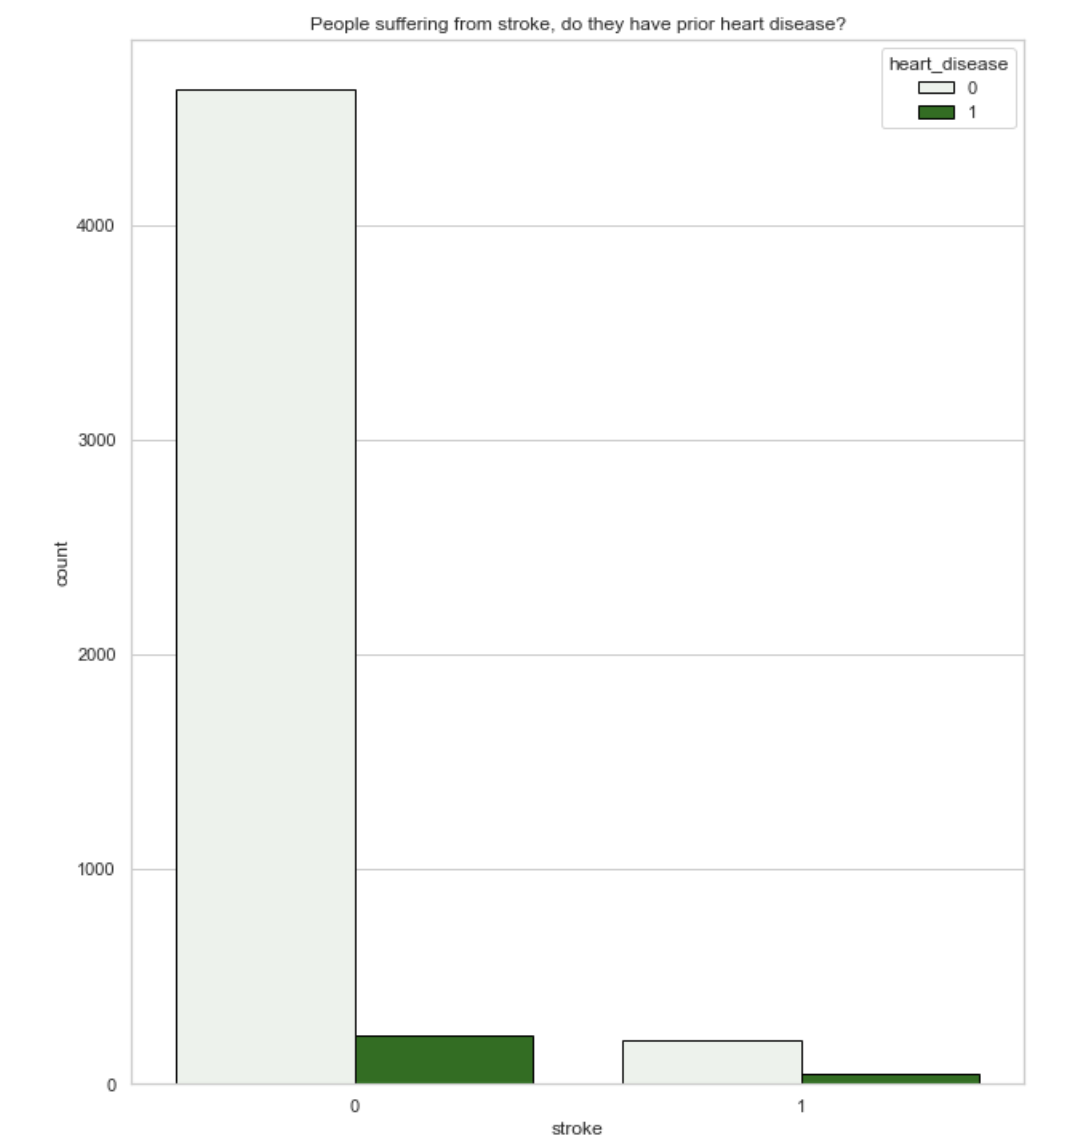 People suffering from stroke, do they have prior heart disease?
heart_disease
0
1
4000
3000
2000
1000
0
count
0 1
stroke